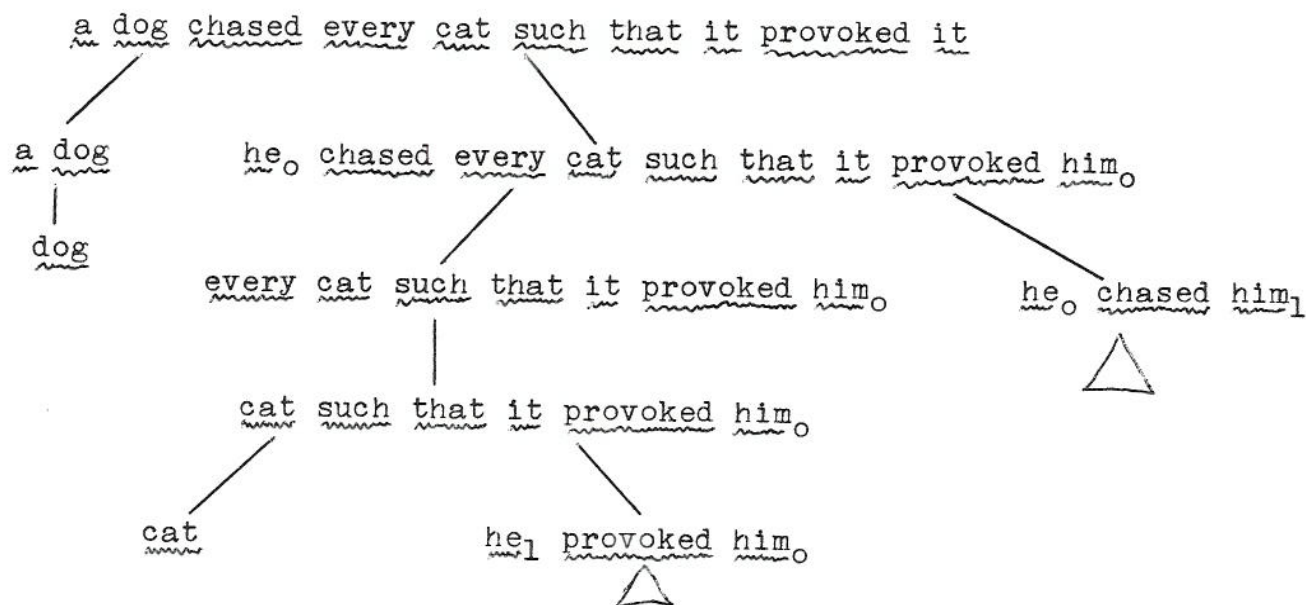 a dog chased every cat such that it provoked it
a dog he₀ chased every cat such that it provoked him₀
dog
every cat such that it provoked him₀ he₀ chased him₁
cat such that it provoked him₀
cat he₁ provoked him₀